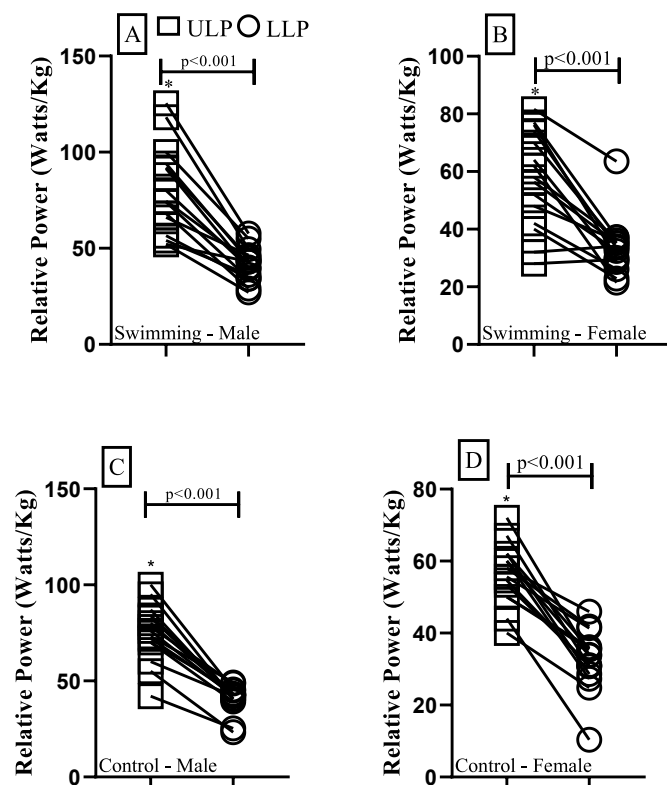 A ULP LLP
p<0.001
*
Relative Power (Watts/Kg)
150
100
50
0
Swimming - Male
B
p<0.001
*
Relative Power (Watts/Kg)
100
80
60
40
20
0
Swimming - Female
C
p<0.001
*
Relative Power (Watts/Kg)
150
100
50
0
Control - Male
D
p<0.001
*
Relative Power (Watts/Kg)
80
60
40
20
0
Control - Female